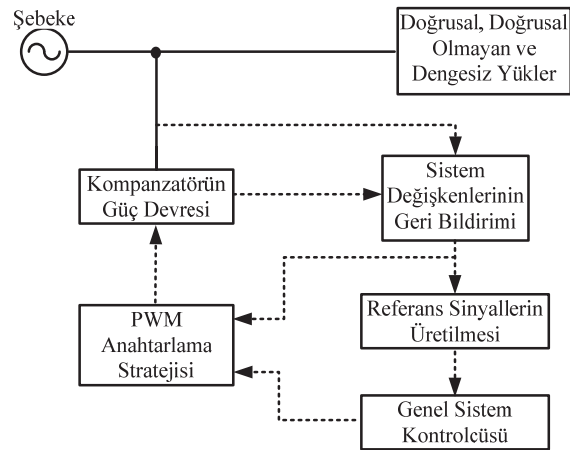 Şebeke
Doğrusal, Doğrusal
Olmayan ve
Dengesiz Yükler
Kompanzatörün
Güç Devresi
Sistem
Değişkenlerinin
Geri Bildirimi
PWM
Anahtarlama
Stratejisi
Referans Sinyallerin
Üretilmesi
Genel Sistem
Kontrolcüsü